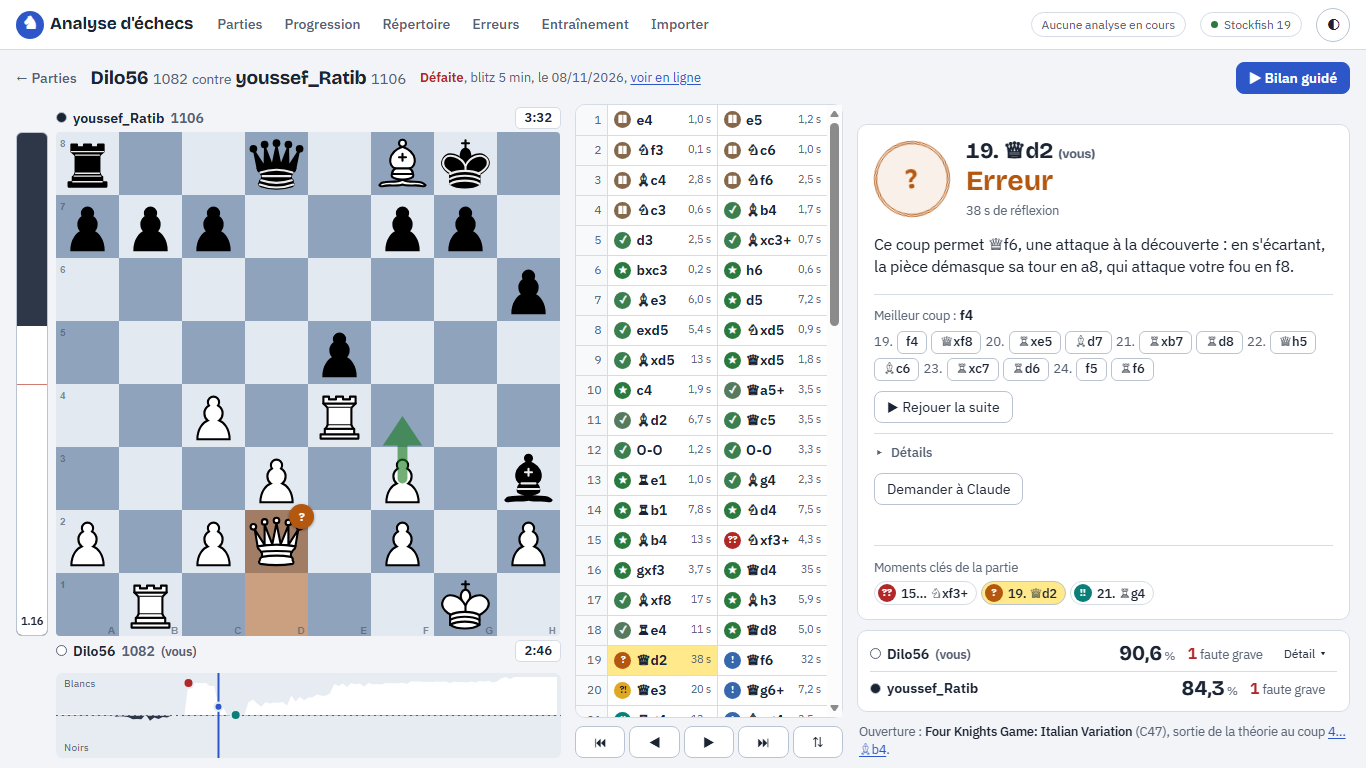 Analyse d'échecs Parties Progression Répertoire Erreurs Entraînement Importer Aucune analyse en cours Stockfish 19
← Parties Dilo56 1082 contre youssef_Ratib 1106 Défaite, blitz 5 min, le 08/11/2026, voir en ligne ▶ Bilan guidé
youssef_Ratib 1106 3:32
8
7
6
5
4
3
2
1
A B C D E F G H
?
1.16
Dilo56 1082 (vous) 2:46
Blancs
Noirs
1 e4 1,0 s e5 1,2 s
2 ♘f3 0,1 s ♞c6 1,0 s
3 ♝c4 2,8 s ♞f6 2,5 s
4 ♘c3 0,6 s ♝b4 1,7 s
5 d3 2,5 s ♝xc3+ 0,7 s
6 bxc3 0,2 s h6 0,6 s
7 ♝e3 6,0 s d5 7,2 s
8 exd5 5,4 s ♞xd5 0,9 s
9 ♝xd5 13 s ♛xd5 1,8 s
10 c4 1,9 s ♛a5+ 3,5 s
11 ♝d2 6,7 s ♛c5 3,5 s
12 O-O 1,2 s O-O 3,3 s
13 ♜e1 1,0 s ♝g4 2,3 s
14 ♜b1 7,8 s ♞d4 7,5 s
15 ♝b4 13 s ?? ♞xf3+ 4,3 s
16 gxf3 3,7 s ♛d4 35 s
17 ♝xf8 17 s ♝h3 5,9 s
18 ♜e4 11 s ♛d8 5,0 s
19 ? ♛d2 38 s ! ♛f6 32 s
20 ?! ♛e3 20 s ! ♛g6+ 7,2 s
?
19. ♛d2 (vous)
Erreur
38 s de réflexion
Ce coup permet ♕f6, une attaque à la découverte : en s'écartant,
la pièce démasque sa tour en a8, qui attaque votre fou en f8.
Meilleur coup : f4
19. f4 ♕xf8 20. ♖xe5 ♗d7 21. ♖xb7 ♖d8 22. ♕h5
♗c6 23. ♖xc7 ♖d6 24. f5 ♖f6
▶ Rejouer la suite
▸ Détails
Demander à Claude
Moments clés de la partie
?? 15... ♘xf3+ ? 19. ♕d2 !! 21. ♖g4
Dilo56 (vous) 90,6 % 1 faute grave Détail ▾
youssef_Ratib 84,3 % 1 faute grave
Ouverture : Four Knights Game: Italian Variation (C47), sortie de la théorie au coup 4...
♗b4.